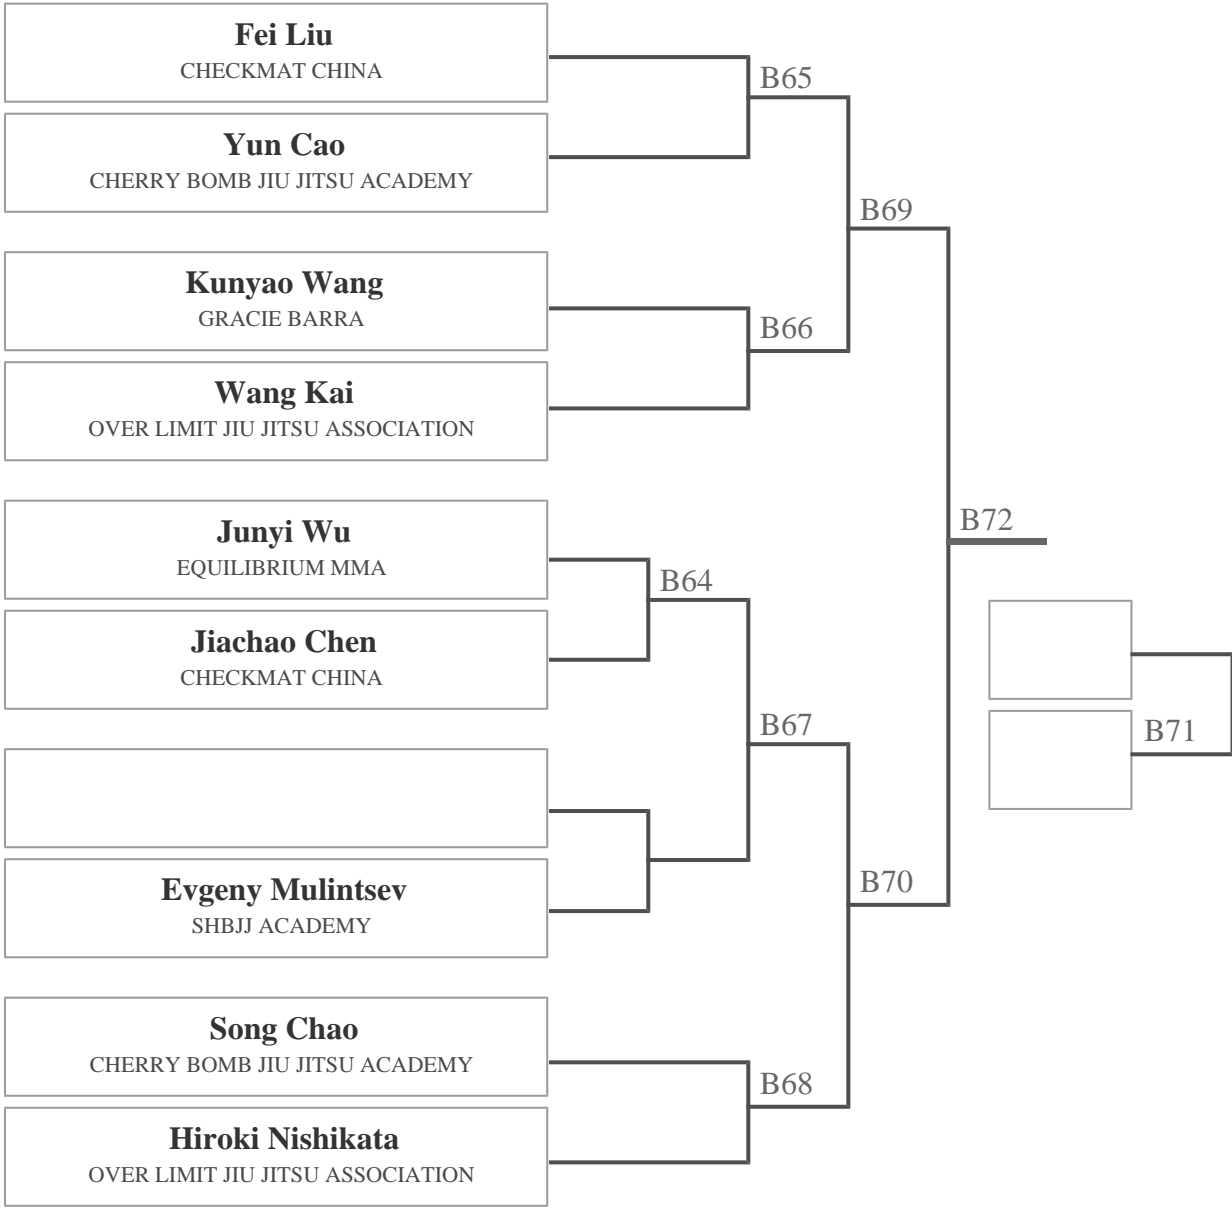 Fei Liu
CHECKMAT CHINA
B65
Yun Cao
CHERRY BOMB JIU JITSU ACADEMY
B69
Kunyao Wang
GRACIE BARRA
B66
Wang Kai
OVER LIMIT JIU JITSU ASSOCIATION
B72
Junyi Wu
EQUILIBRIUM MMA
B64
Jiachao Chen
CHECKMAT CHINA
B67
B71
Evgeny Mulintsev
SHBJJ ACADEMY
B70
Song Chao
CHERRY BOMB JIU JITSU ACADEMY
B68
Hiroki Nishikata
OVER LIMIT JIU JITSU ASSOCIATION